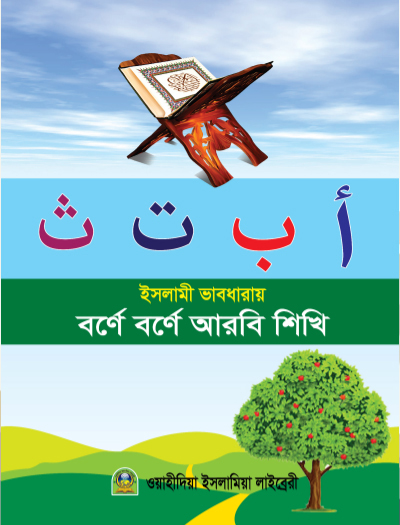 أ ب ت ث
ইসলামী ভাবধারায়
বর্ণে বর্ণে আরবি শিখি
ওয়াহীদিয়া ইসলামিয়া লাইব্রেরী